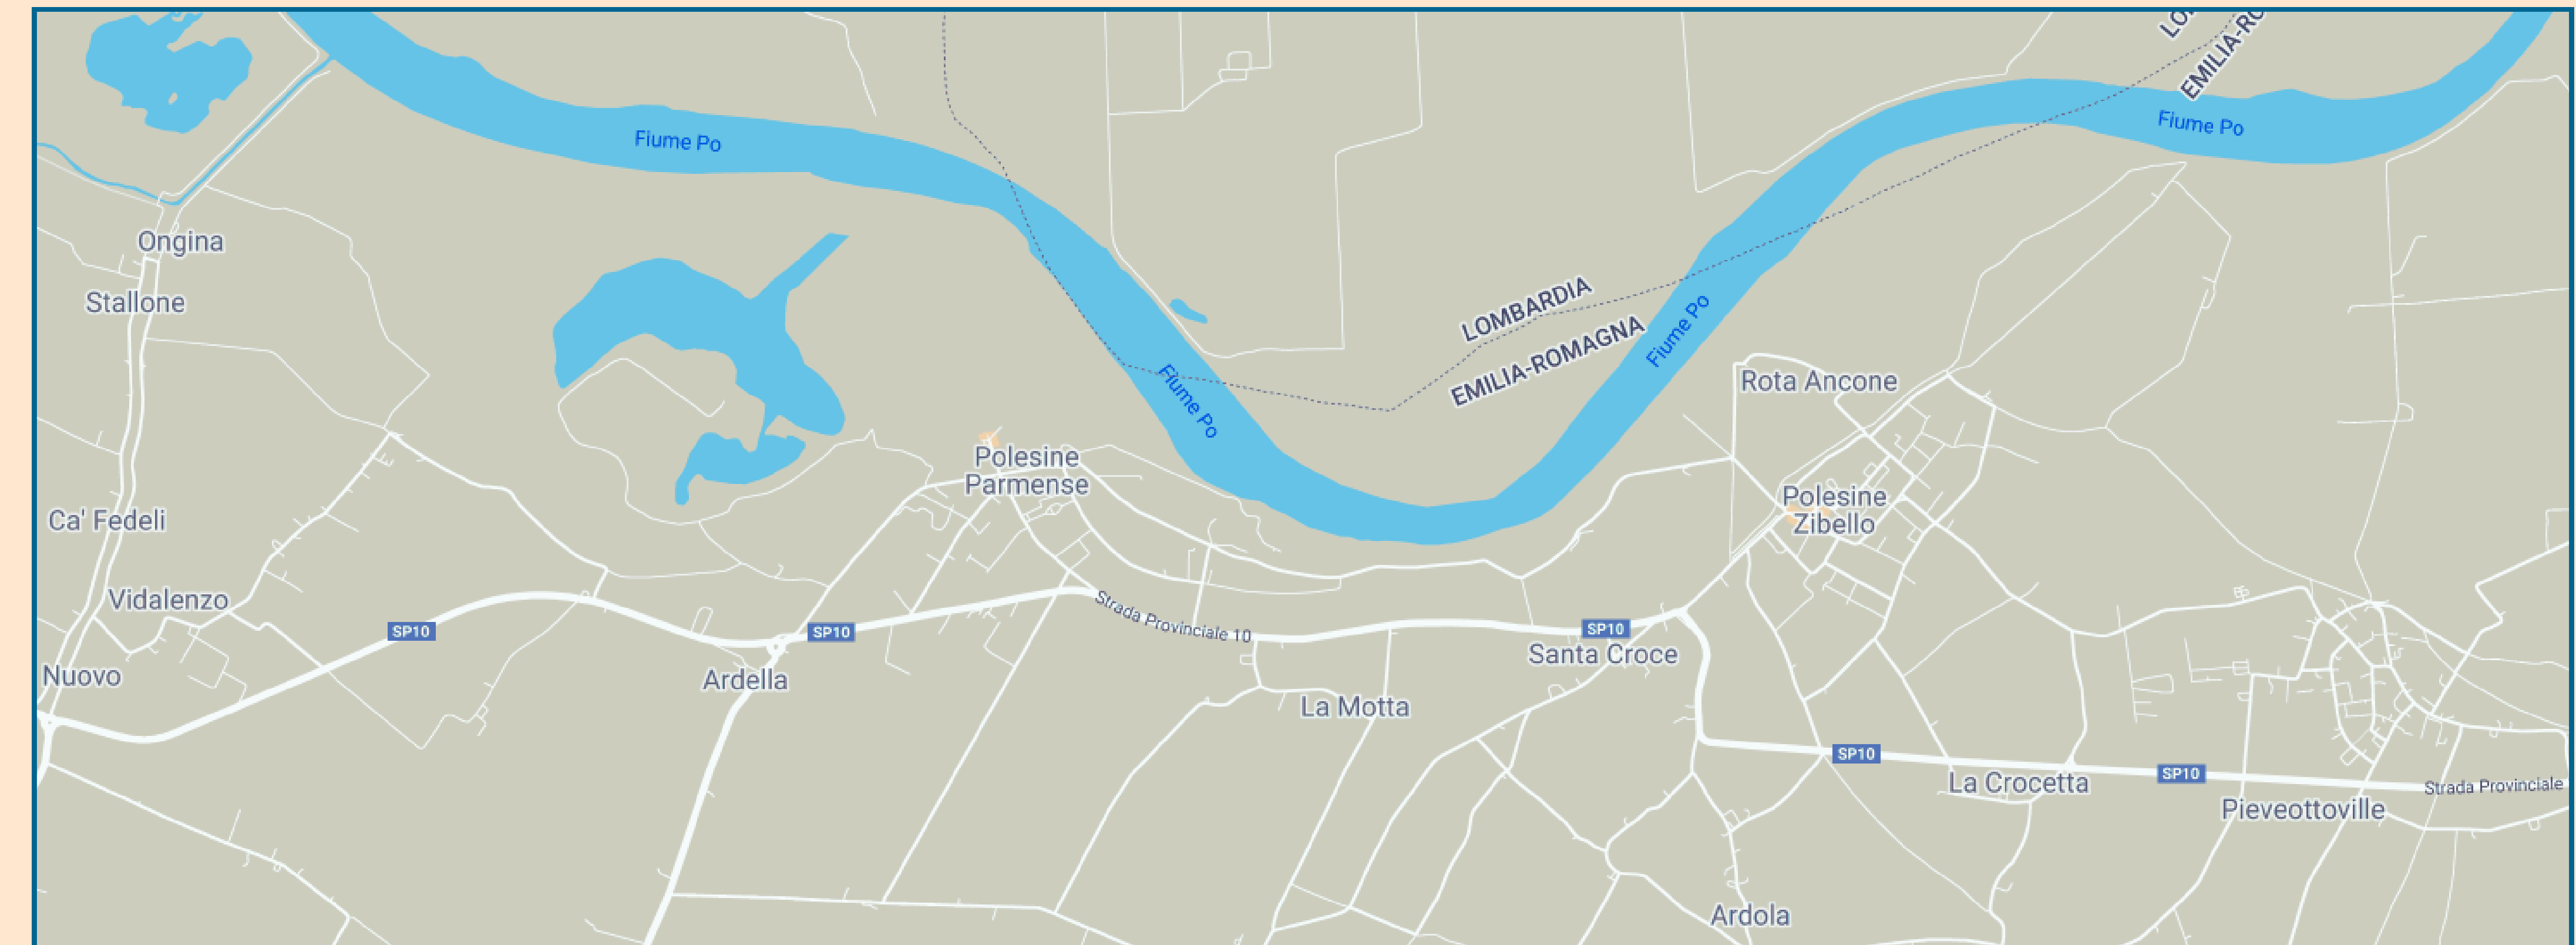 LO
EMILIA-RO
Fiume Po
Fiume Po
Ongina
Stallone
LOMBARDIA
EMILIA-ROMAGNA
Fiume Po
Fiume Po
Rota Ancone
Polesine
Parmense
Polesine
Zibello
Ca' Fedeli
Vidalenzo
SP10
SP10
Strada Provinciale 10
SP10
Santa Croce
Nuovo
Ardella
La Motta
SP10
SP10
La Crocetta
Strada Provinciale
Pieveottoville
Ardola